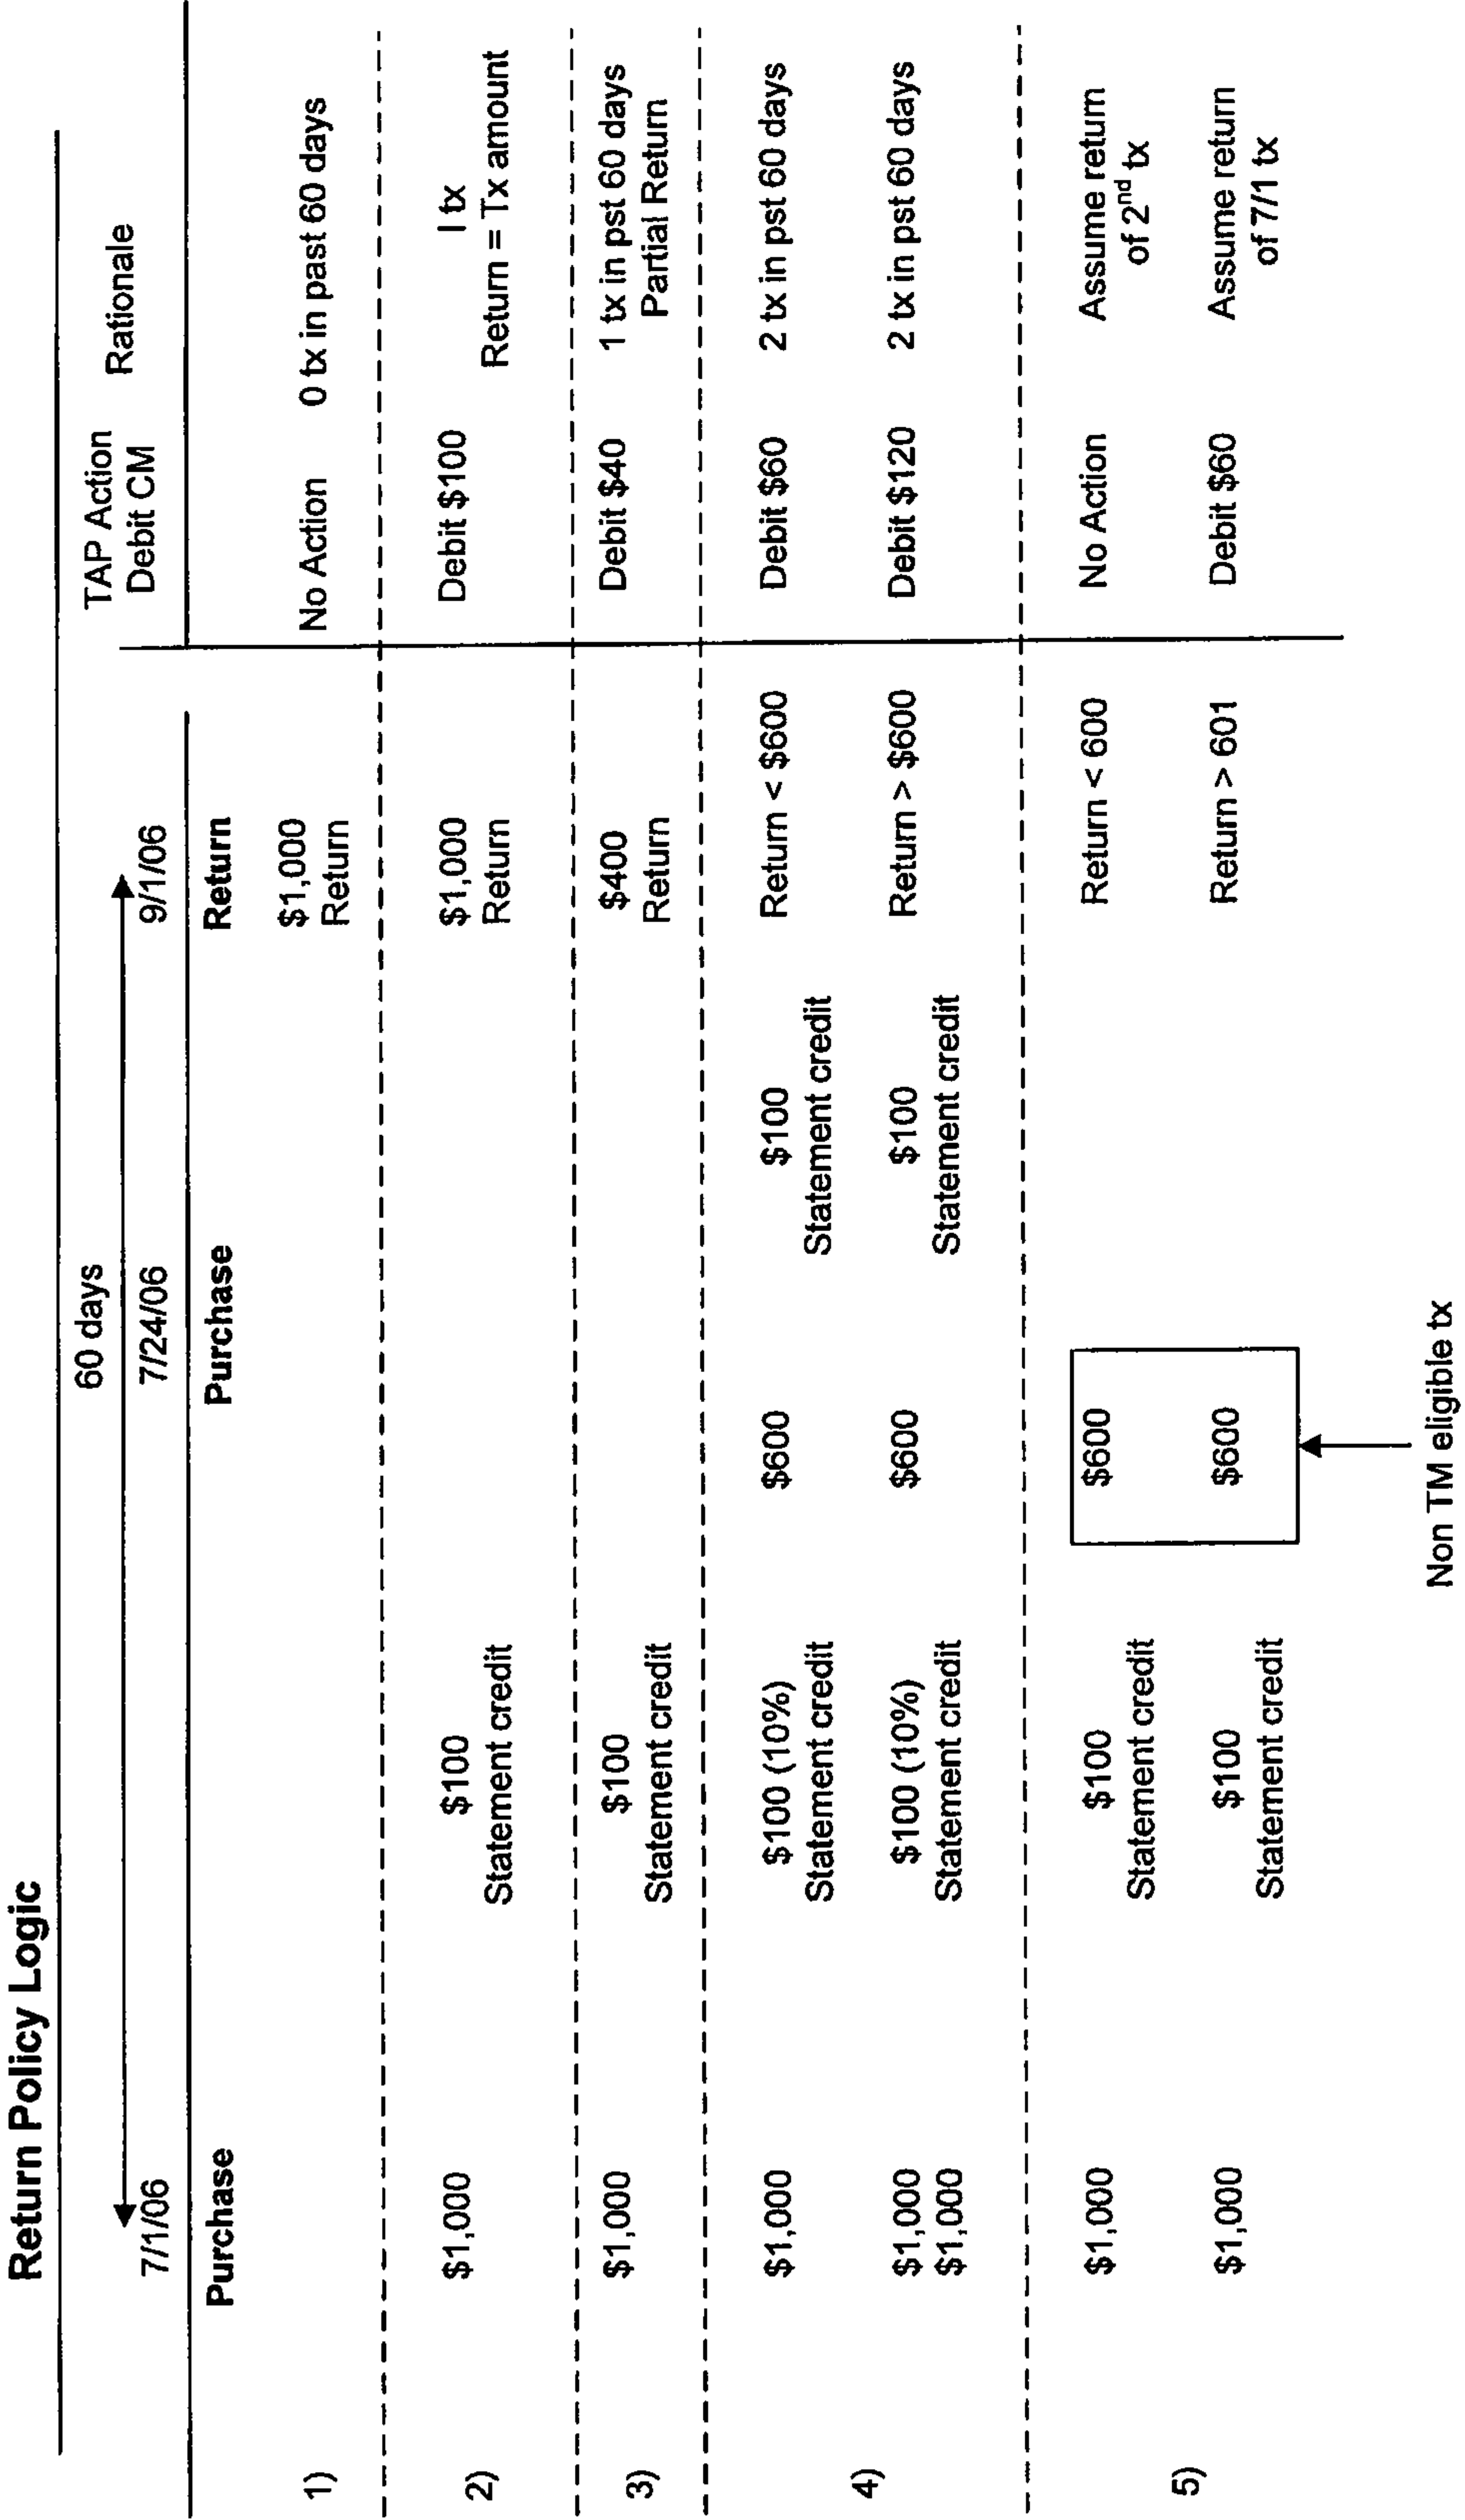 Return Policy Logic
60 days
TAP Action
Debit CM
Rationale
7/1/06
7/24/06
9/1/06
Purchase
Purchase
Return
1)
$1,000
Return
No Action
0 tx in past 60 days
2)
$1,000
$100
Statement credit
$1,000
Return
Debit $100
I tx
Return = Tx amount
3)
$1,000
$100
Statement credit
$400
Return
Debit $40
1 tx in pst 60 days
Partial Return
4)
$1,000
$100 (10%)
Statement credit
$600
$100
Statement credit
Return < $600
Debit $60
2 tx in pst 60 days
$1,000
$1,000
$100 (10%)
Statement credit
$600
$100
Statement credit
Return > $600
Debit $120
2 tx in pst 60 days
5)
$1,000
$100
Statement credit
$600
Return < 600
No Action
Assume return
of 2nd tx
$1,000
$100
Statement credit
$600
Return > 601
Debit $60
Assume return
of 7/1 tx
Non TM eligible tx